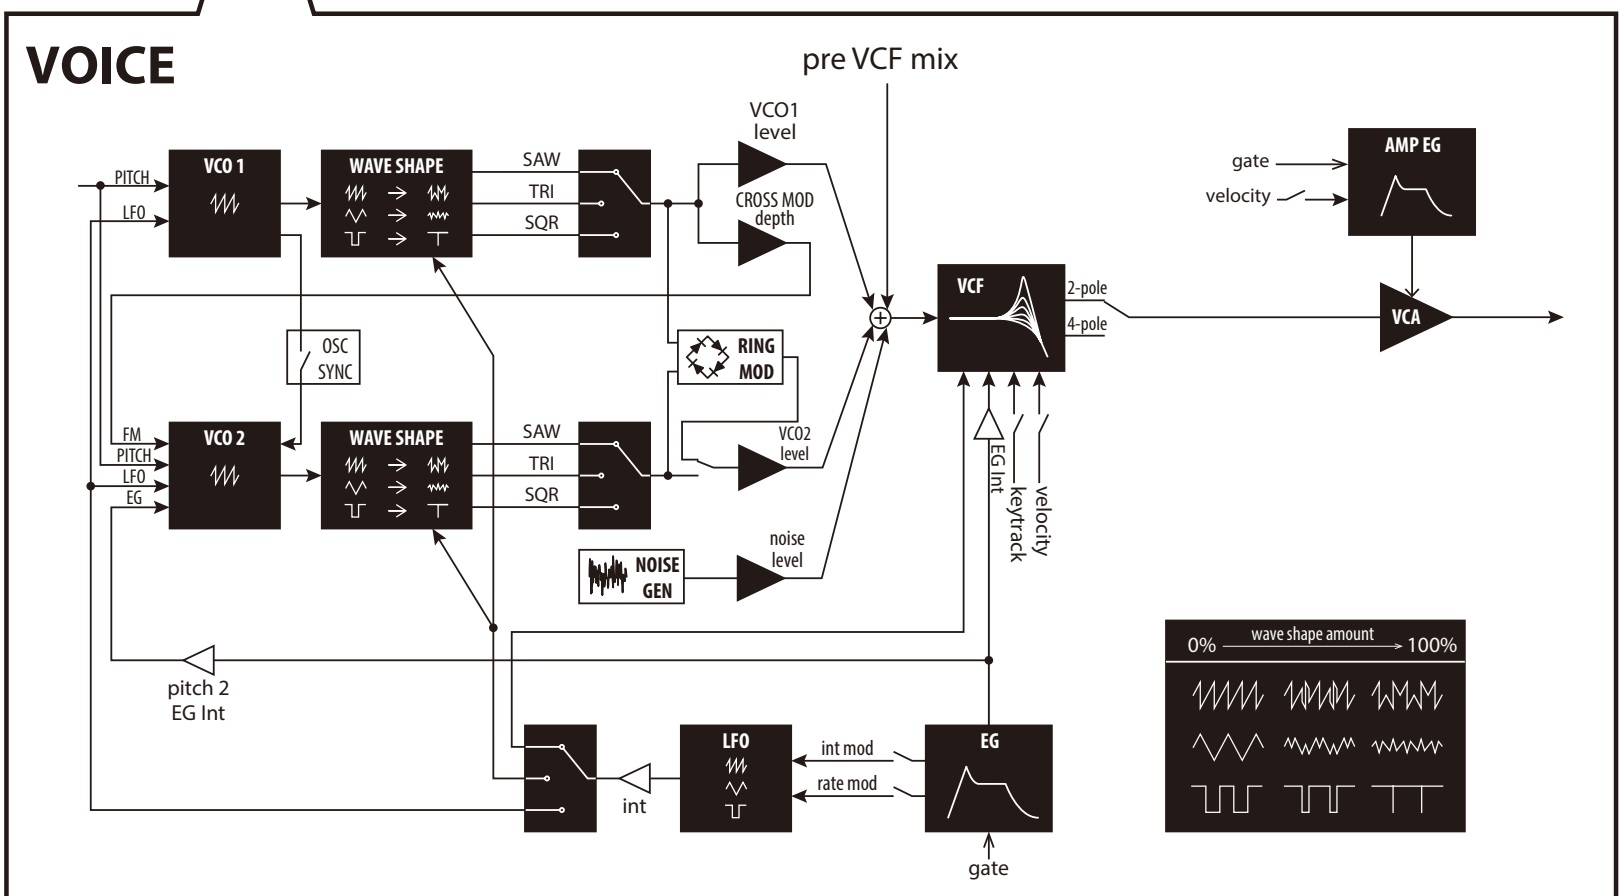 VOICE
pre VCF mix
VCO1
level
VCO 1
PITCH
LFO
WAVE SHAPE
SAW
TRI
SQR
CROSS MOD
depth
gate
velocity
AMP EG
VCF
2-pole
4-pole
VCA
OSC
SYNC
RING
MOD
VCO 2
FM
PITCH
LFO
EG
WAVE SHAPE
SAW
TRI
SQR
VCO2
level
EG Int
keytrack
velocity
NOISE
GEN
noise
level
pitch 2
EG Int
int
LFO
int mod
rate mod
EG
gate
wave shape amount
0%
100%